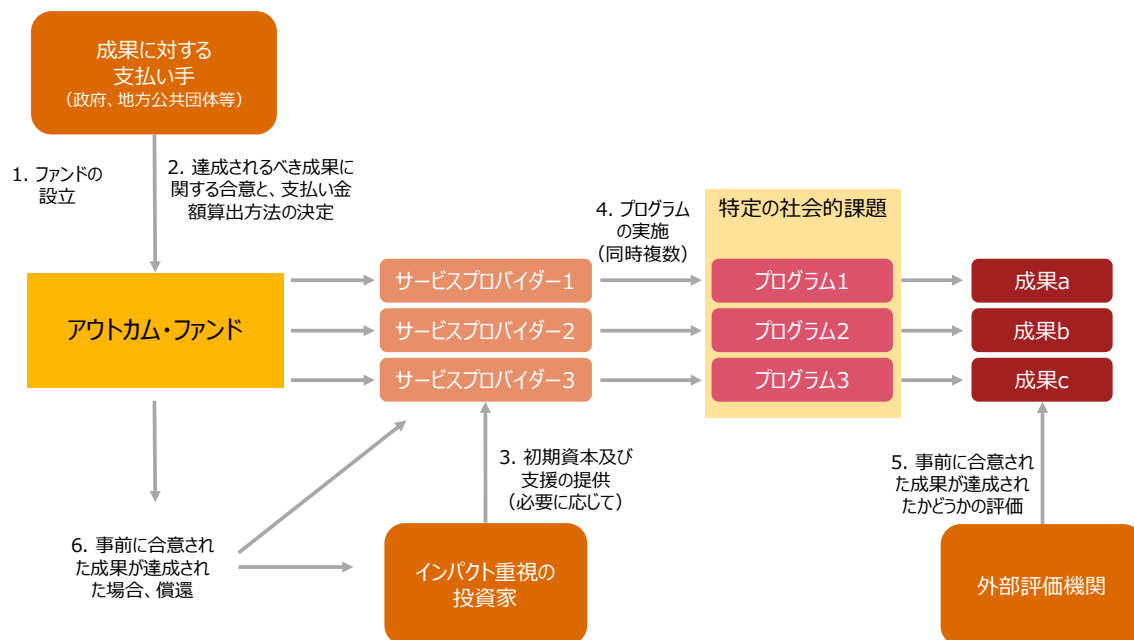 成果に対する
支払い手
（政府、地方公共団体等）
1. ファンドの
設立
2. 達成されるべき成果に
関する合意と、支払い金
額算出方法の決定
4. プログラム
の実施
（同時複数）
特定の社会的課題
アウトカム・ファンド
サービスプロバイダー1
サービスプロバイダー2
サービスプロバイダー3
プログラム1
プログラム2
プログラム3
成果a
成果b
成果c
3. 初期資本及び
支援の提供
（必要に応じて）
5. 事前に合意され
た成果が達成され
たかどうかの評価
6. 事前に合意され
た成果が達成され
た場合、償還
インパクト重視の
投資家
外部評価機関